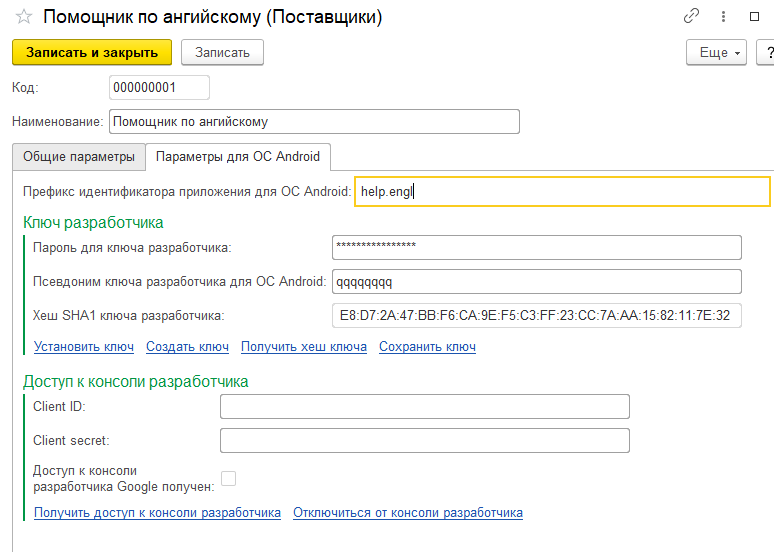 Помощник по ангийскому (Поставщики)
Записать и закрыть
Записать
Еще
?
Код: 000000001
Наименование: Помощник по ангийскому
Общие параметры
Параметры для ОС Android
Префикс идентификатора приложения для ОС Android: help.engl
Ключ разработчика
Пароль для ключа разработчика: ****************
Псевдоним ключа разработчика для ОС Android: qqqqqqqq
Хеш SHA1 ключа разработчика: E8:D7:2A:47:BB:F6:CA:9E:F5:C3:FF:23:CC:7A:AA:15:82:11:7E:32
Установить ключ Создать ключ Получить хеш ключа Сохранить ключ
Доступ к консоли разработчика
Client ID:
Client secret:
Доступ к консоли
разработчика Google получен:
Получить доступ к консоли разработчика Отключиться от консоли разработчика